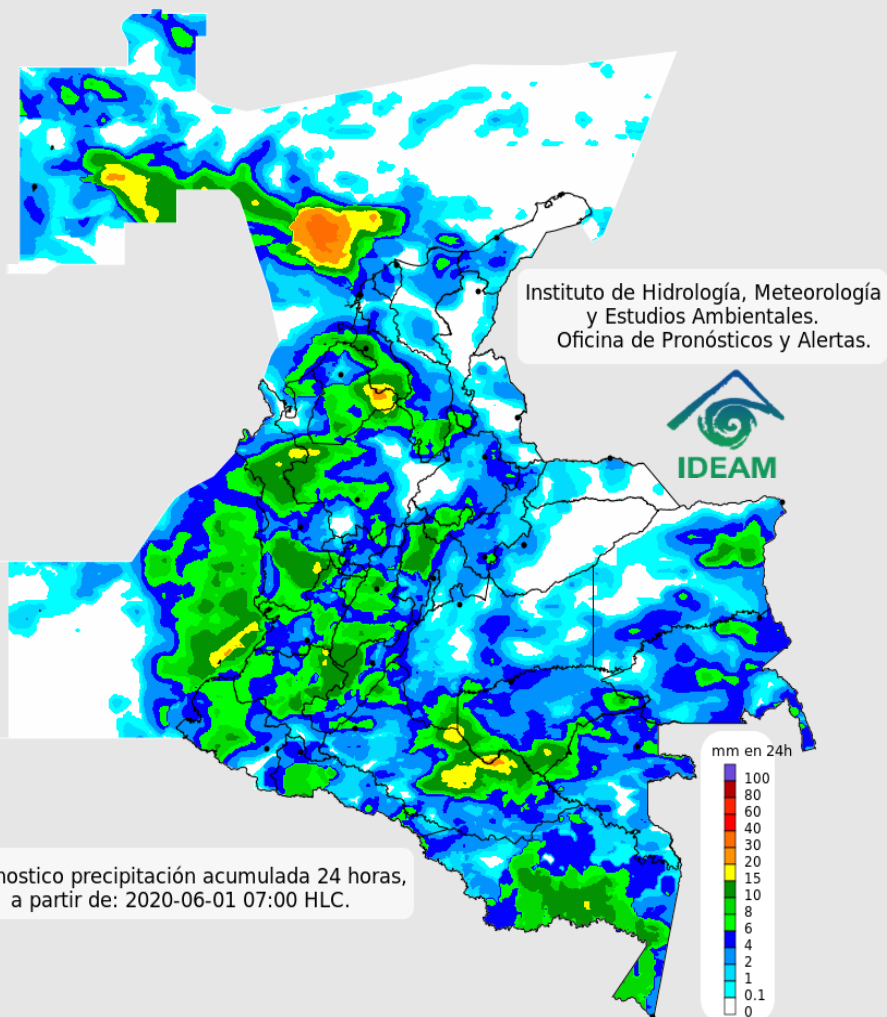 Instituto de Hidrología, Meteorología
y Estudios Ambientales.
Oficina de Pronósticos y Alertas.
IDEAM
mm en 24h
100
80
60
40
30
20
15
10
8
6
4
2
1
0.1
0
nostico precipitación acumulada 24 horas,
a partir de: 2020-06-01 07:00 HLC.